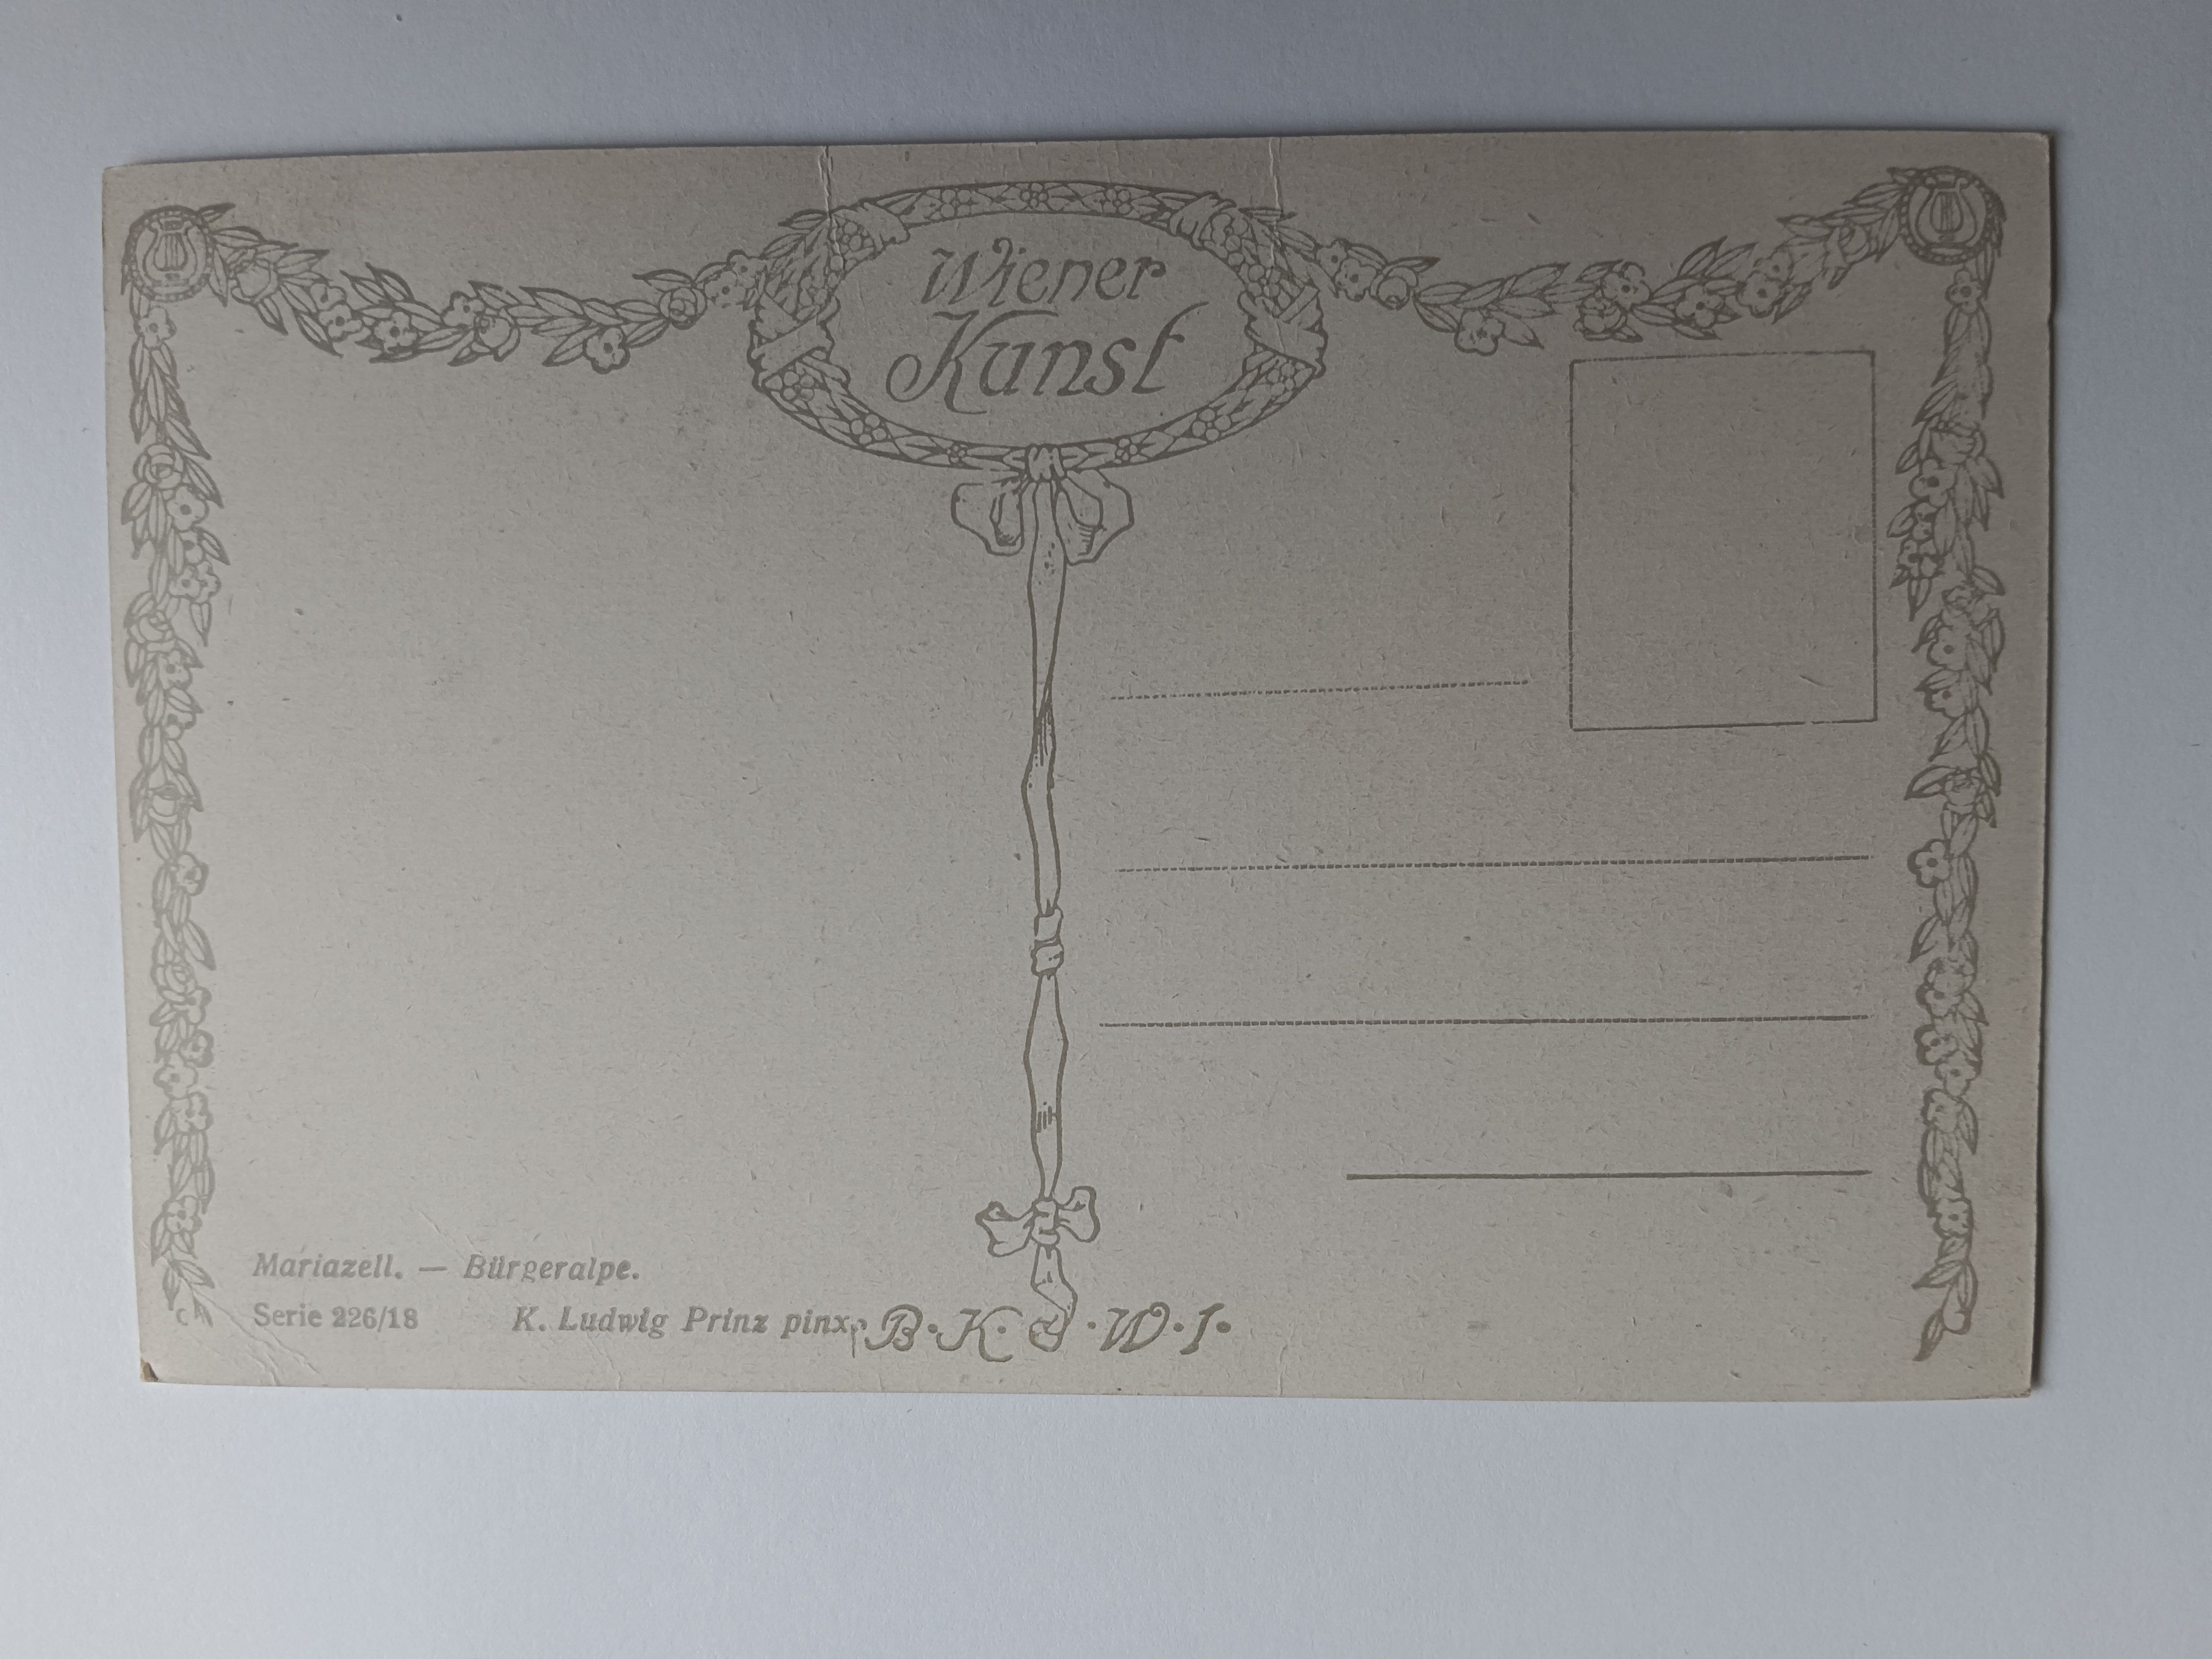 Wiener
Kunst
Mariazell. — Bürgeralpe.
Serie 226/18 K. Ludwig Prinz pinx.
B.K.W.I.